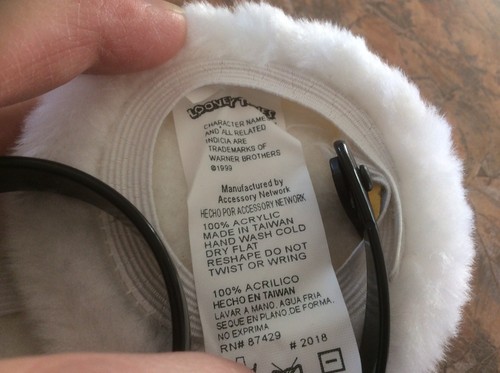 LOONEY TUNES
CHARACTER NAME
AND ALL RELATED
INDICIA ARE
TRADEMARKS OF
WARNER BROTHERS
©1999
Manufactured by
Accessory Network
HECHO POR ACCESSORY NETWORK
100% ACRYLIC
MADE IN TAIWAN
HAND WASH COLD
DRY FLAT
RESHAPE DO NOT
TWIST OR WRING
100% ACRILICO
HECHO EN TAIWAN
LAVAR A MANO. AGUA FRIA
SEQUE EN PLANO DE FORMA.
NO EXPRIMA
RN# 87429 # 2018